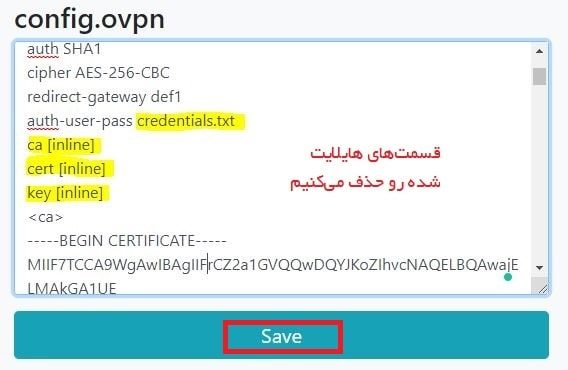 config.ovpn
auth SHA1
cipher AES-256-CBC
redirect-gateway def1
auth-user-pass credentials.txt
ca [inline]
cert [inline]
key [inline]
<ca>
-----BEGIN CERTIFICATE-----
MIIF7TCCA9WgAwIBAgIIFrCZ2a1GVQQwDQYJKoZIhvcNAQELBQAwajE
LMAkGA1UE
قسمت‌های هایلایت
شده رو حذف می‌کنیم
Save